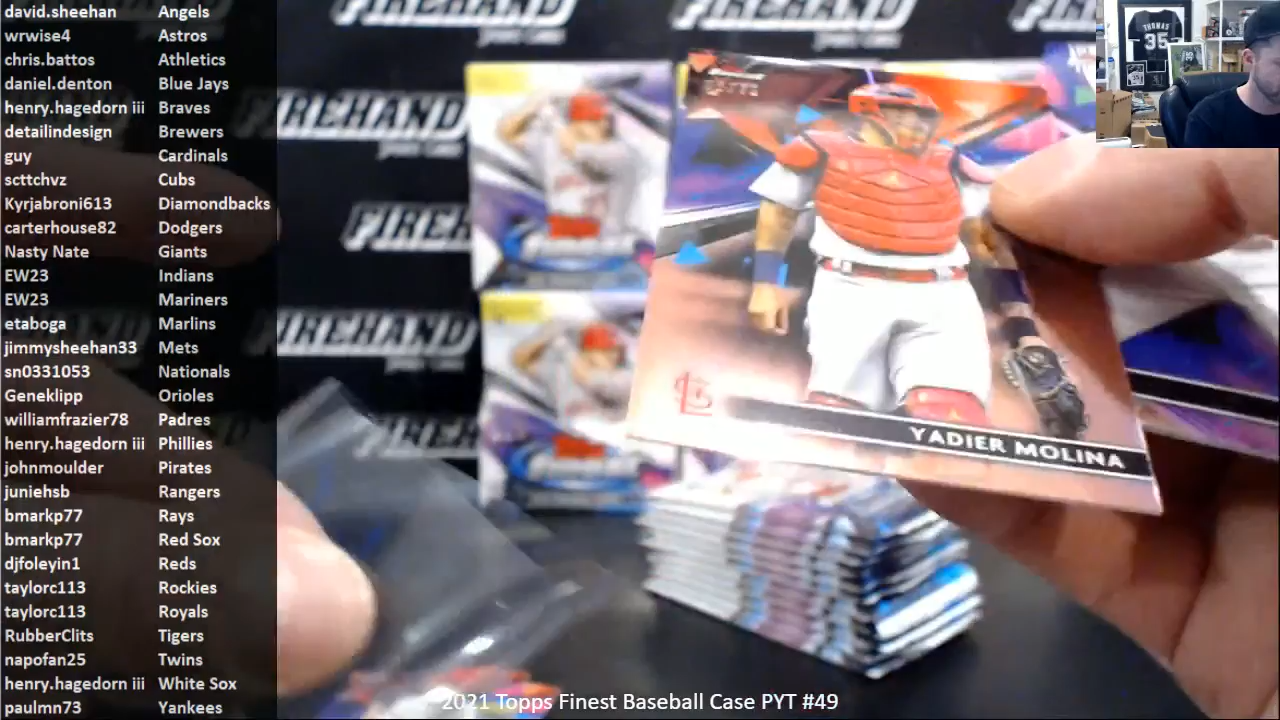 david.sheehan Angels
wrwise4 Astros
chris.battos Athletics
daniel.denton Blue Jays
henry.hagedorn iii Braves
detailindesign Brewers
guy Cardinals
scttchvz Cubs
Kyrjabroni613 Diamondbacks
carterhouse82 Dodgers
Nasty Nate Giants
EW23 Indians
EW23 Mariners
etaboga Marlins
jimmysheehan33 Mets
sn0331053 Nationals
Geneklipp Orioles
williamfrazier78 Padres
henry.hagedorn iii Phillies
johnmoulder Pirates
juniehsb Rangers
bmarkp77 Rays
bmarkp77 Red Sox
djfoleyin1 Reds
taylorc113 Rockies
taylorc113 Royals
RubberClits Tigers
napofan25 Twins
henry.hagedorn iii White Sox
paulmn73 Yankees
FIREHAND
FIREHAND
FIREHAND
FIREHAND
FIREHAND
THOMAS
35
finest
finest
YADIER MOLINA
2021 Topps Finest Baseball Case PYT #49